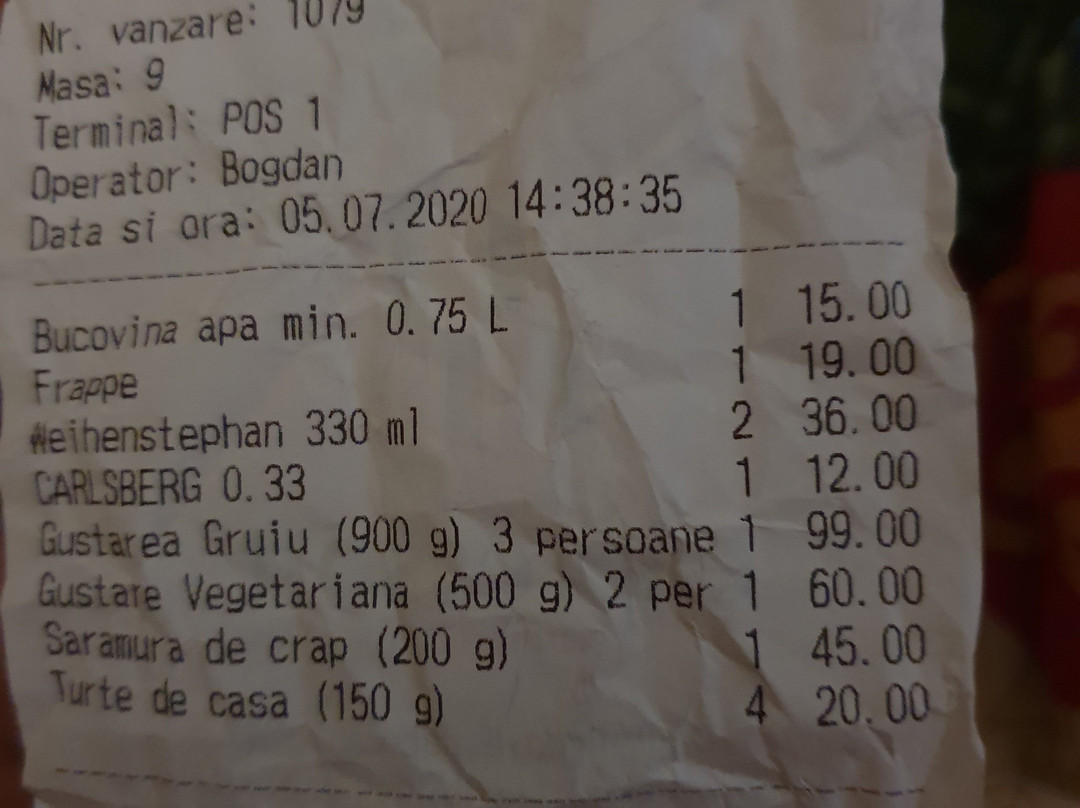 Nr. vanzare: 1079
Masa: 9
Terminal: POS 1
Operator: Bogdan
Data si ora: 05.07.2020 14:38:35
Bucovina apa min. 0.75 L 1 15.00
Frappe 1 19.00
Weihenstephan 330 ml 2 36.00
CARLSBERG 0.33 1 12.00
Gustarea Gruiu (900 g) 3 persoane 1 99.00
Gustare Vegetariana (500 g) 2 per 1 60.00
Saramura de crap (200 g) 1 45.00
Turte de casa (150 g) 4 20.00